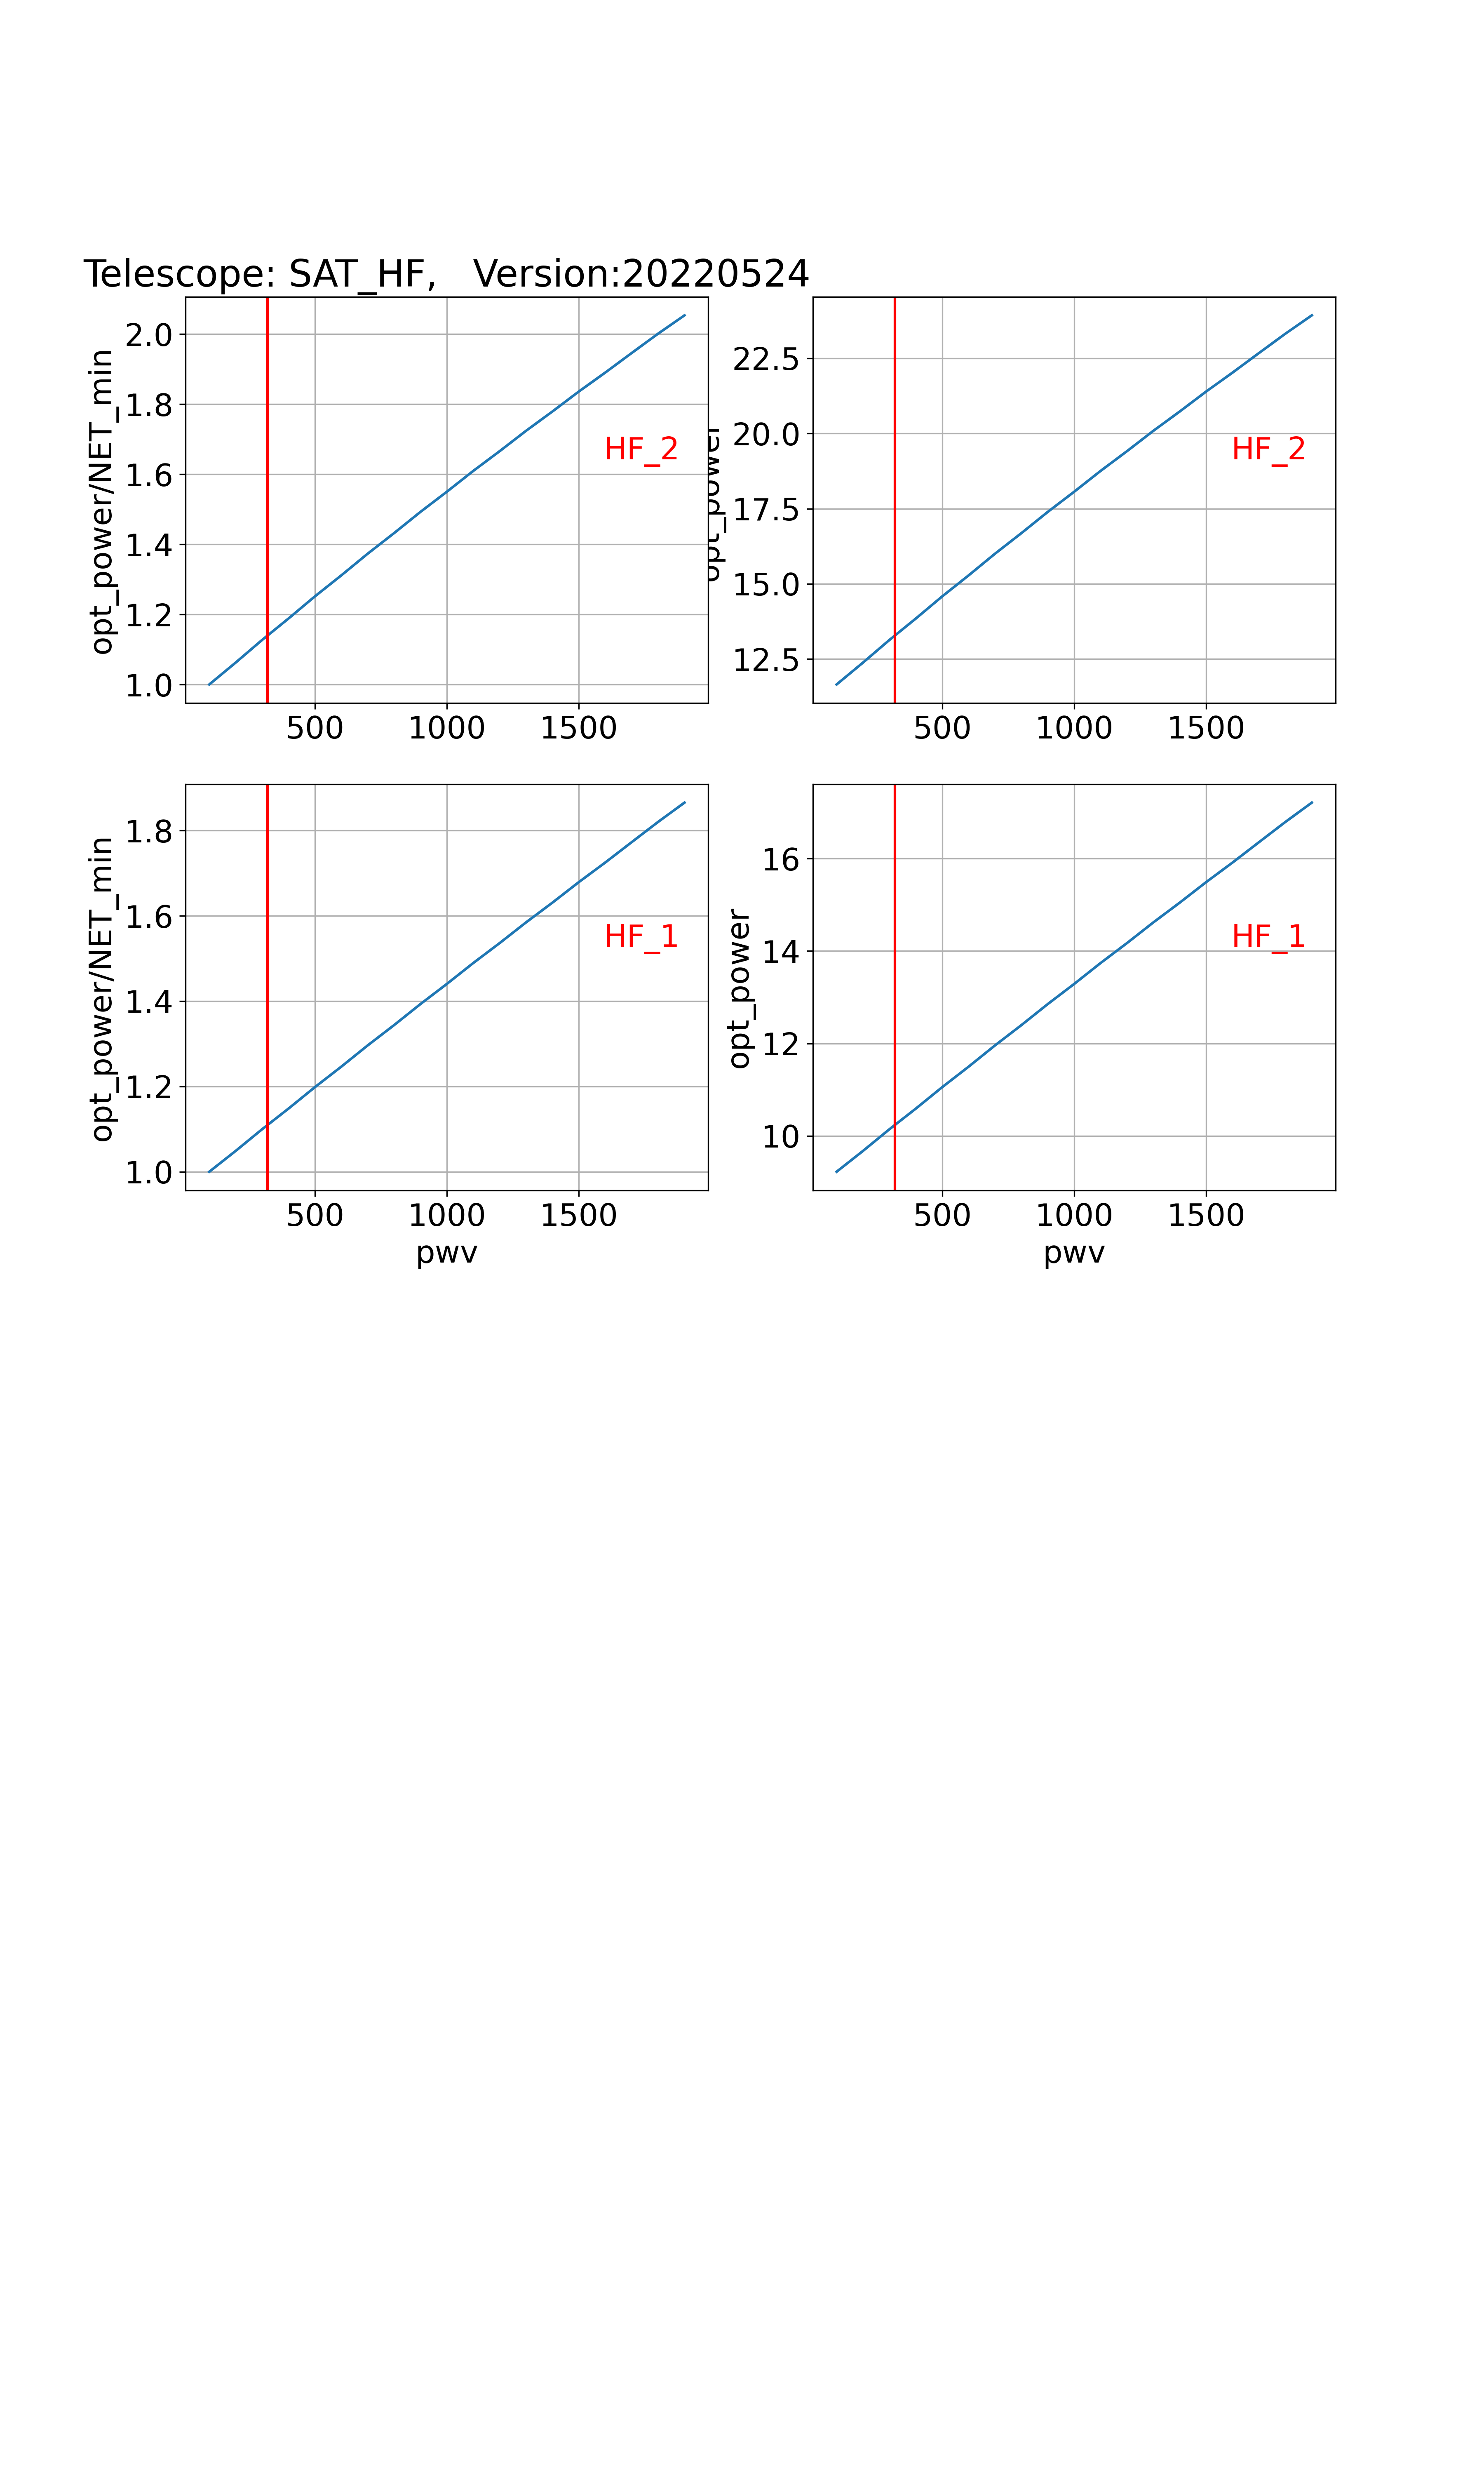 Telescope: SAT_HF,   Version:20220524
opt_power/NET_min
2.0
1.8
1.6
1.4
1.2
1.0
HF_2
500 1000 1500
opt_power
22.5
20.0
17.5
15.0
12.5
HF_2
500 1000 1500
opt_power/NET_min
1.8
1.6
1.4
1.2
1.0
HF_1
500 1000 1500
pwv
opt_power
16
14
12
10
HF_1
500 1000 1500
pwv